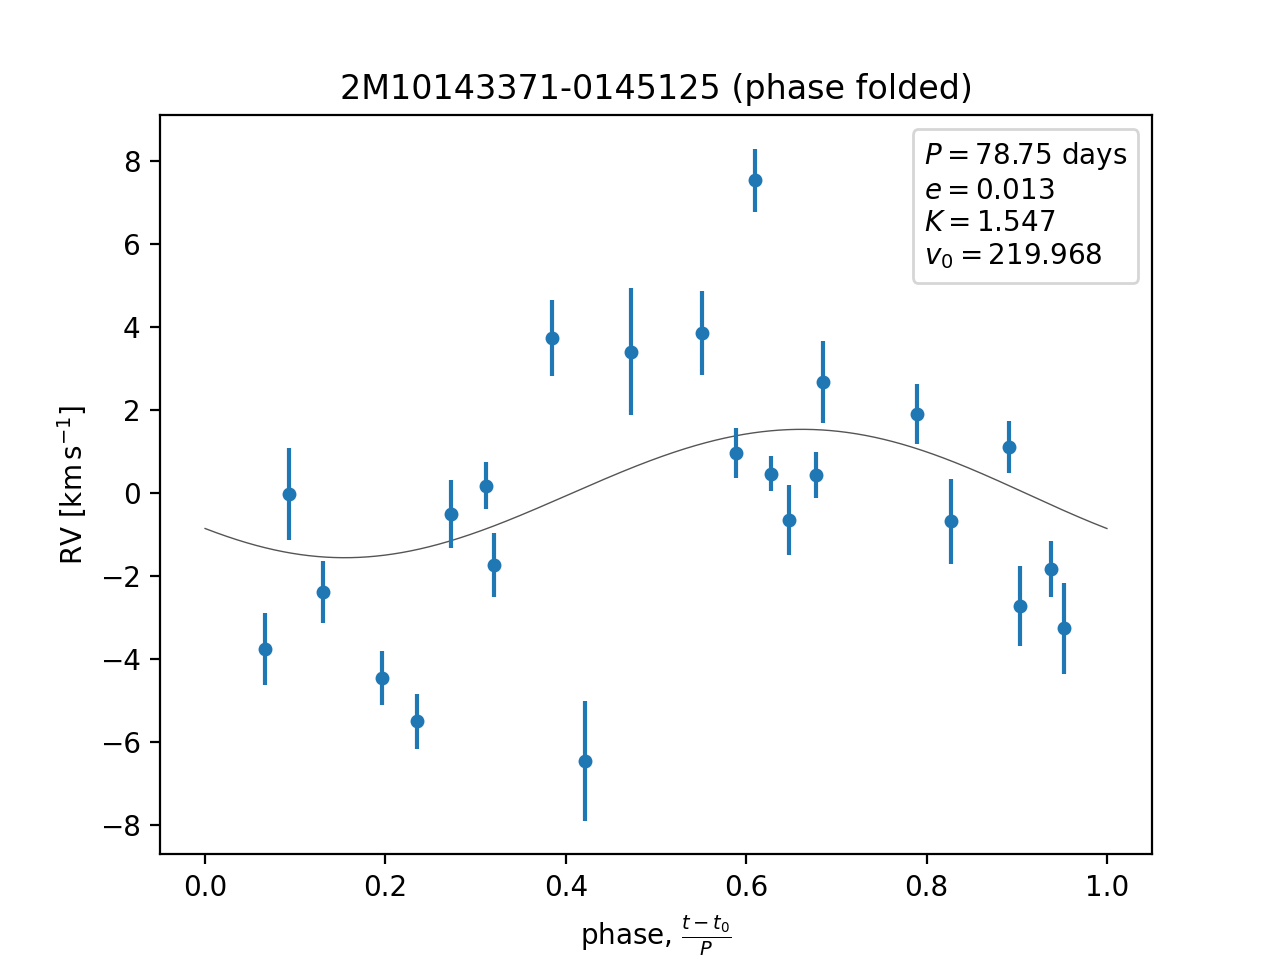 2M10143371-0145125 (phase folded)
P = 78.75 days
e = 0.013
K = 1.547
v₀ = 219.968
RV [km s⁻¹]
8
6
4
2
0
−2
−4
−6
−8
0.0 0.2 0.4 0.6 0.8 1.0
phase, (t − t₀)/P